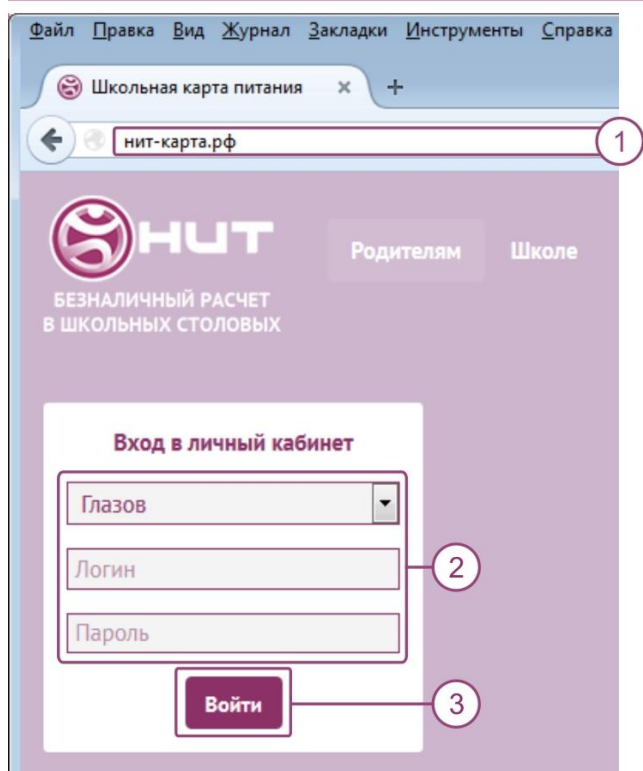 Файл Правка Вид Журнал Закладки Инструменты Справка
Школьная карта питания × +
нит-карта.рф 1
НИТ
Родителям Школе
БЕЗНАЛИЧНЫЙ РАСЧЕТ
В ШКОЛЬНЫХ СТОЛОВЫХ
Вход в личный кабинет
Глазов
Логин 2
Пароль
Войти 3